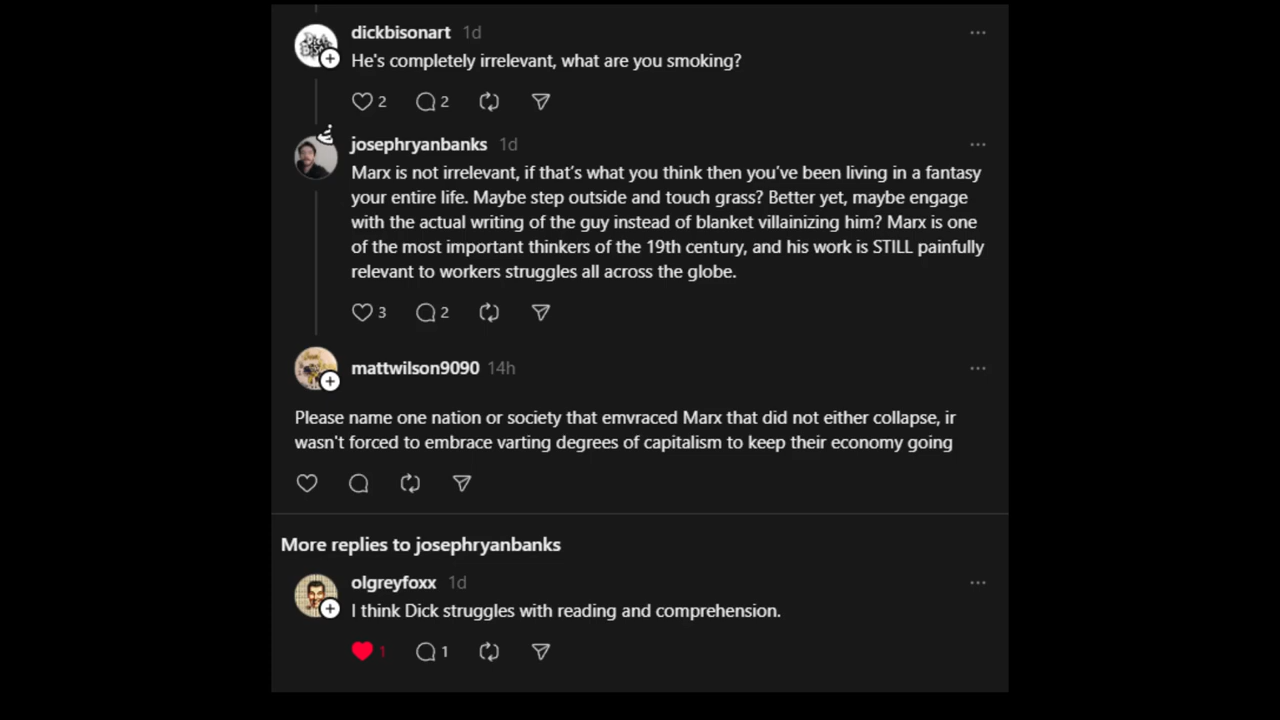 dickbisonart 1d
He's completely irrelevant, what are you smoking?
2 2
josephryanbanks 1d
Marx is not irrelevant, if that's what you think then you've been living in a fantasy
your entire life. Maybe step outside and touch grass? Better yet, maybe engage
with the actual writing of the guy instead of blanket villainizing him? Marx is one
of the most important thinkers of the 19th century, and his work is STILL painfully
relevant to workers struggles all across the globe.
3 2
mattwilson9090 14h
Please name one nation or society that emvraced Marx that did not either collapse, ir
wasn't forced to embrace varting degrees of capitalism to keep their economy going
More replies to josephryanbanks
olgreyfoxx 1d
I think Dick struggles with reading and comprehension.
1 1